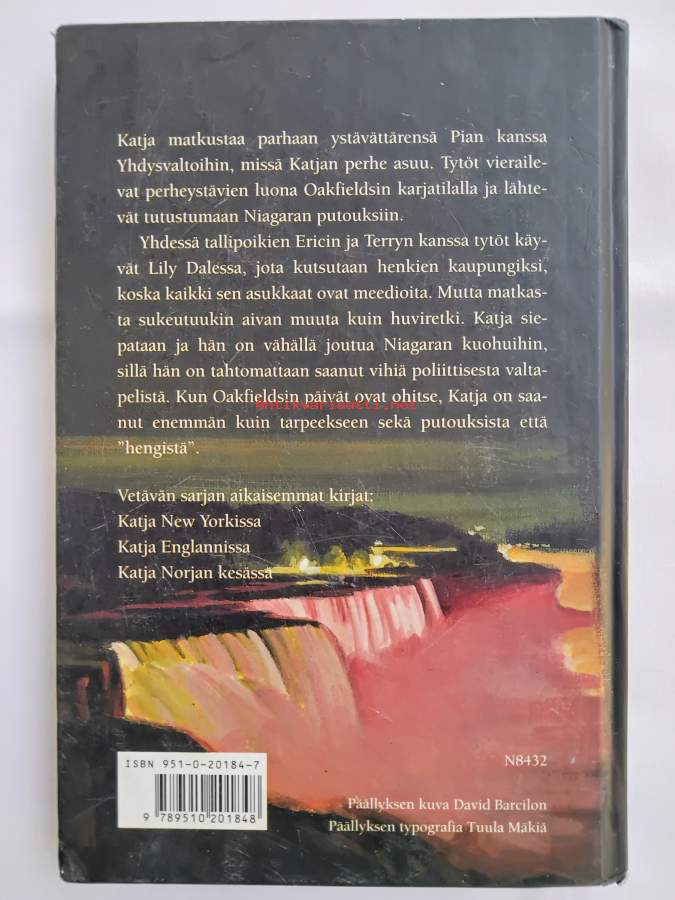 Katja matkustaa parhaan ystävättärensä Pian kanssa
Yhdysvaltoihin, missä Katjan perhe asuu. Tytöt vieraile-
vat perheystävien luona Oakfieldsin karjatilalla ja lähte-
vät tutustumaan Niagaran putouksiin.
Yhdessä tallipoikien Ericin ja Terryn kanssa tytöt käy-
vät Lily Dalessa, jota kutsutaan henkien kaupungiksi,
koska kaikki sen asukkaat ovat meedioita. Mutta matkas-
ta sukeutuukin aivan muuta kuin huviretki. Katja sie-
pataan ja hän on vähällä joutua Niagaran kuohuihin,
sillä hän on tahtomattaan saanut vihiä poliittisesta valta-
pelistä. Kun Oakfieldsin päivät ovat ohitse, Katja on saa-
antikvariaatti.net
nut enemmän kuin tarpeekseen sekä putouksista että
"hengistä".
Vetävän sarjan aikaisemmat kirjat:
Katja New Yorkissa
Katja Englannissa
Katja Norjan kesässä
ISBN 951-0-20184-7
9 789510 201848
N8432
Päällyksen kuva David Barcilon
Päällyksen typografia Tuula Mäkiä